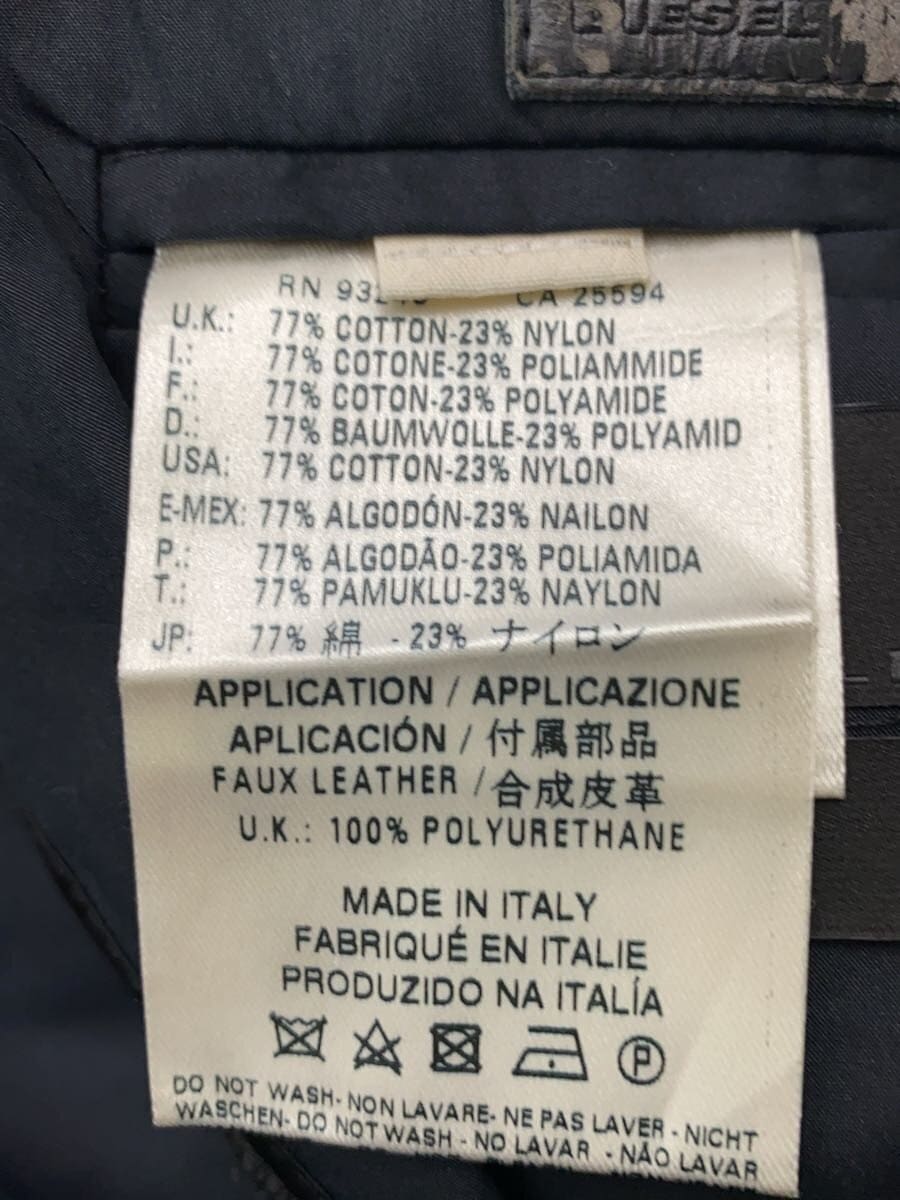 DIESEL
RN CA 25594
U.K.: 77% COTTON-23% NYLON
I.: 77% COTONE-23% POLIAMMIDE
F.: 77% COTON-23% POLYAMIDE
D.: 77% BAUMWOLLE-23% POLYAMID
USA: 77% COTTON-23% NYLON
E-MEX: 77% ALGODÓN-23% NAILON
P.: 77% ALGODÃO-23% POLIAMIDA
T.: 77% PAMUKLU-23% NAYLON
JP: 77% 綿 - 23% ナイロン
APPLICATION / APPLICAZIONE
APLICACIÓN / 付属部品
FAUX LEATHER / 合成皮革
U.K.: 100% POLYURETHANE
MADE IN ITALY
FABRIQUÉ EN ITALIE
PRODUZIDO NA ITALÍA
P
DO NOT WASH- NON LAVARE- NE PAS LAVER - NICHT
WASCHEN- DO NOT WASH - NO LAVAR - NÃO LAVAR